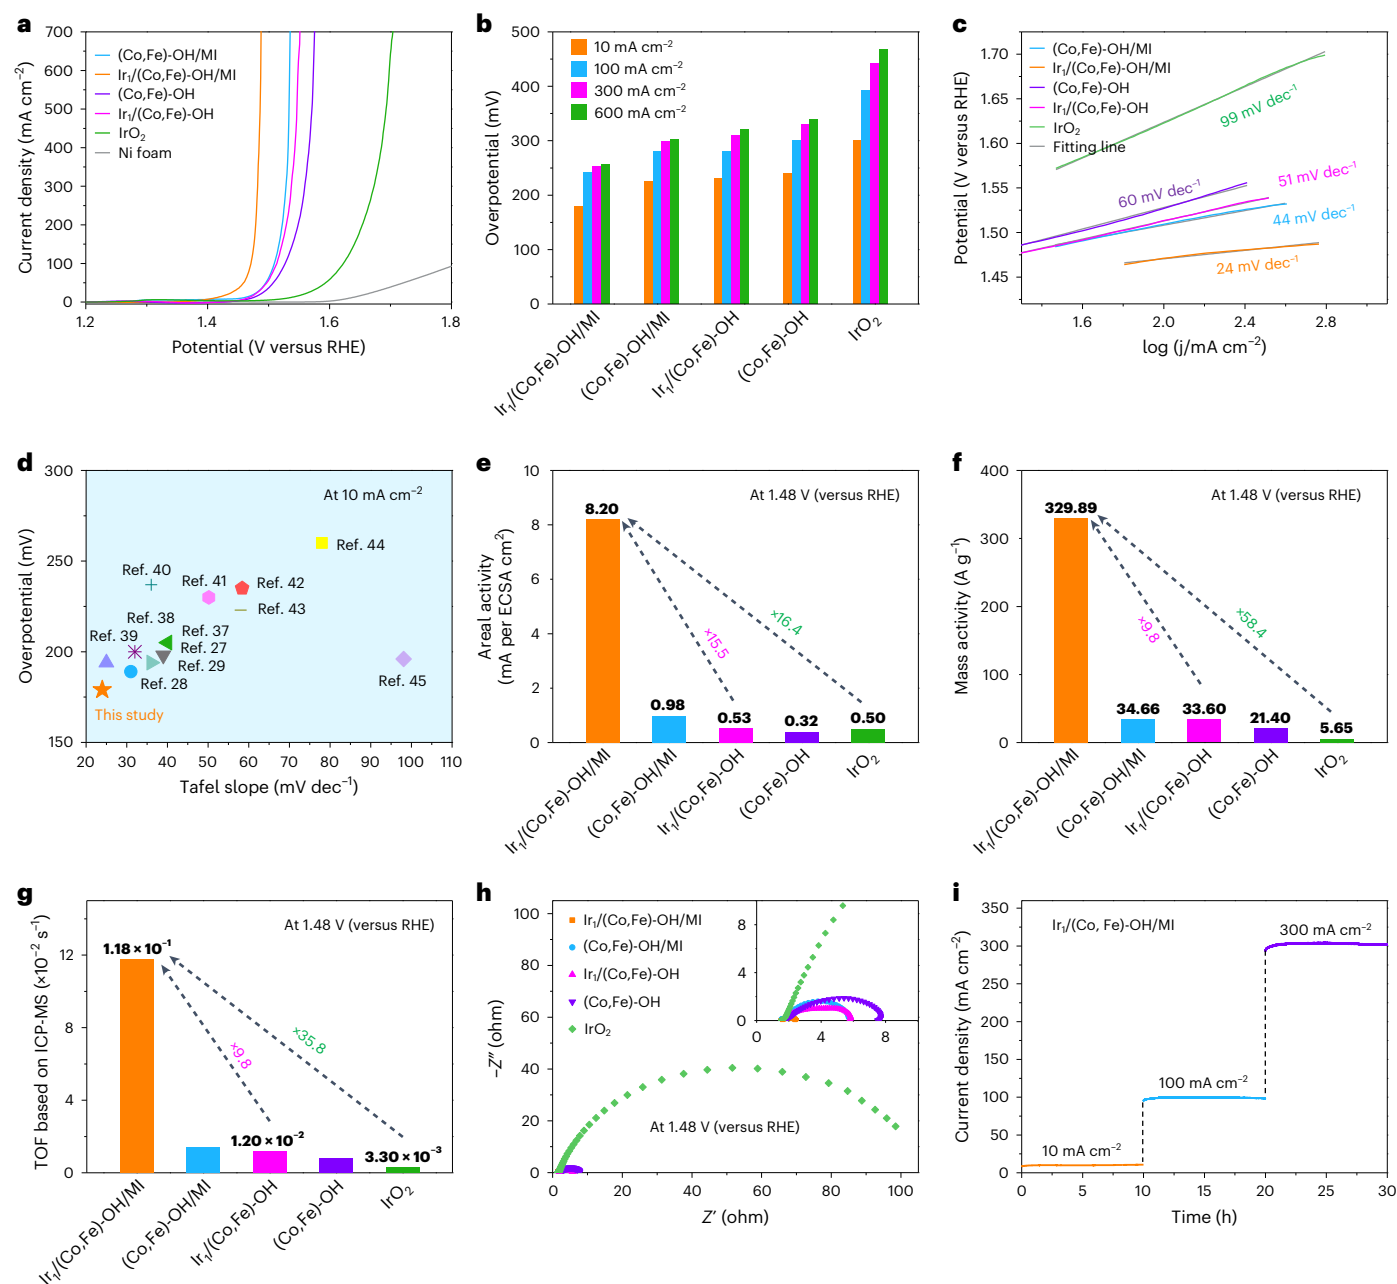 a
700
600
500
400
300
200
100
0
1.2
1.4
1.6
1.8
Current density (mA cm⁻²)
Potential (V versus RHE)
(Co,Fe)-OH/MI
Ir₁/(Co,Fe)-OH/MI
(Co,Fe)-OH
Ir₁/(Co,Fe)-OH
IrO₂
Ni foam
b
500
400
300
200
100
0
Overpotential (mV)
10 mA cm⁻²
100 mA cm⁻²
300 mA cm⁻²
600 mA cm⁻²
Ir₁/(Co,Fe)-OH/MI
(Co,Fe)-OH/MI
Ir₁/(Co,Fe)-OH
(Co,Fe)-OH
IrO₂
c
1.70
1.65
1.60
1.55
1.50
1.45
1.6
2.0
2.4
2.8
Potential (V versus RHE)
log (j/mA cm⁻²)
(Co,Fe)-OH/MI
Ir₁/(Co,Fe)-OH/MI
(Co,Fe)-OH
Ir₁/(Co,Fe)-OH
IrO₂
Fitting line
99 mV dec⁻¹
60 mV dec⁻¹
51 mV dec⁻¹
44 mV dec⁻¹
24 mV dec⁻¹
d
300
250
200
150
20
30
40
50
60
70
80
90
100
110
Overpotential (mV)
Tafel slope (mV dec⁻¹)
At 10 mA cm⁻²
Ref. 44
Ref. 40
Ref. 41
Ref. 42
Ref. 43
Ref. 38
Ref. 37
Ref. 39
Ref. 27
Ref. 29
Ref. 28
Ref. 45
This study
e
10
8
6
4
2
0
Areal activity
(mA per ECSA cm²)
At 1.48 V (versus RHE)
8.20
0.98
0.53
0.32
0.50
×15.5
×16.4
Ir₁/(Co,Fe)-OH/MI
(Co,Fe)-OH/MI
Ir₁/(Co,Fe)-OH
(Co,Fe)-OH
IrO₂
f
400
300
200
100
0
Mass activity (A g⁻¹)
At 1.48 V (versus RHE)
329.89
34.66
33.60
21.40
5.65
×9.8
×58.4
Ir₁/(Co,Fe)-OH/MI
(Co,Fe)-OH/MI
Ir₁/(Co,Fe)-OH
(Co,Fe)-OH
IrO₂
g
12
8
4
0
TOF based on ICP-MS (×10⁻² s⁻¹)
At 1.48 V (versus RHE)
1.18 × 10⁻¹
1.20 × 10⁻²
3.30 × 10⁻³
×9.8
×35.8
Ir₁/(Co,Fe)-OH/MI
(Co,Fe)-OH/MI
Ir₁/(Co,Fe)-OH
(Co,Fe)-OH
IrO₂
h
100
80
60
40
20
0
0
20
40
60
80
100
−Z″ (ohm)
Z′ (ohm)
Ir₁/(Co,Fe)-OH/MI
(Co,Fe)-OH/MI
Ir₁/(Co,Fe)-OH
(Co,Fe)-OH
IrO₂
8
4
0
0
4
8
At 1.48 V (versus RHE)
i
350
300
250
200
150
100
50
0
0
5
10
15
20
25
30
Current density (mA cm⁻²)
Time (h)
Ir₁/(Co, Fe)-OH/MI
300 mA cm⁻²
100 mA cm⁻²
10 mA cm⁻²